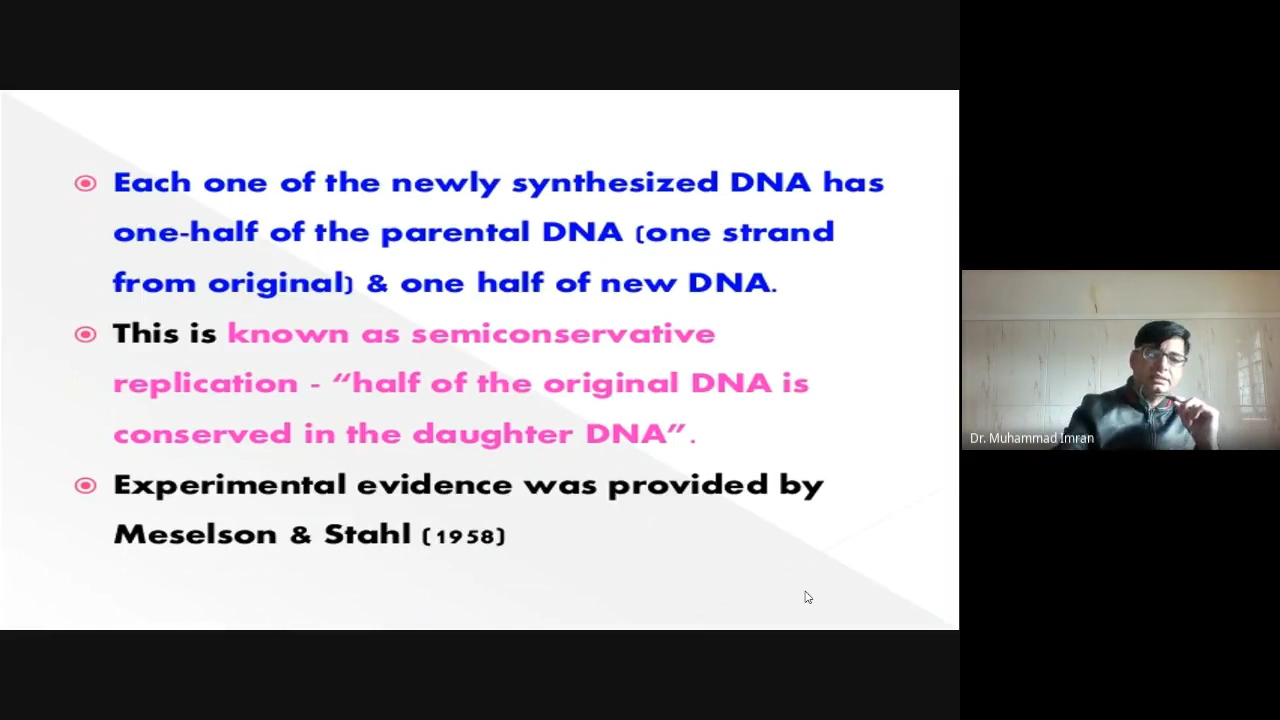 Each one of the newly synthesized DNA has
one-half of the parental DNA (one strand
from original) & one half of new DNA.
This is known as semiconservative
replication - “half of the original DNA is
conserved in the daughter DNA”.
Experimental evidence was provided by
Meselson & Stahl (1958)
Dr. Muhammad Imran